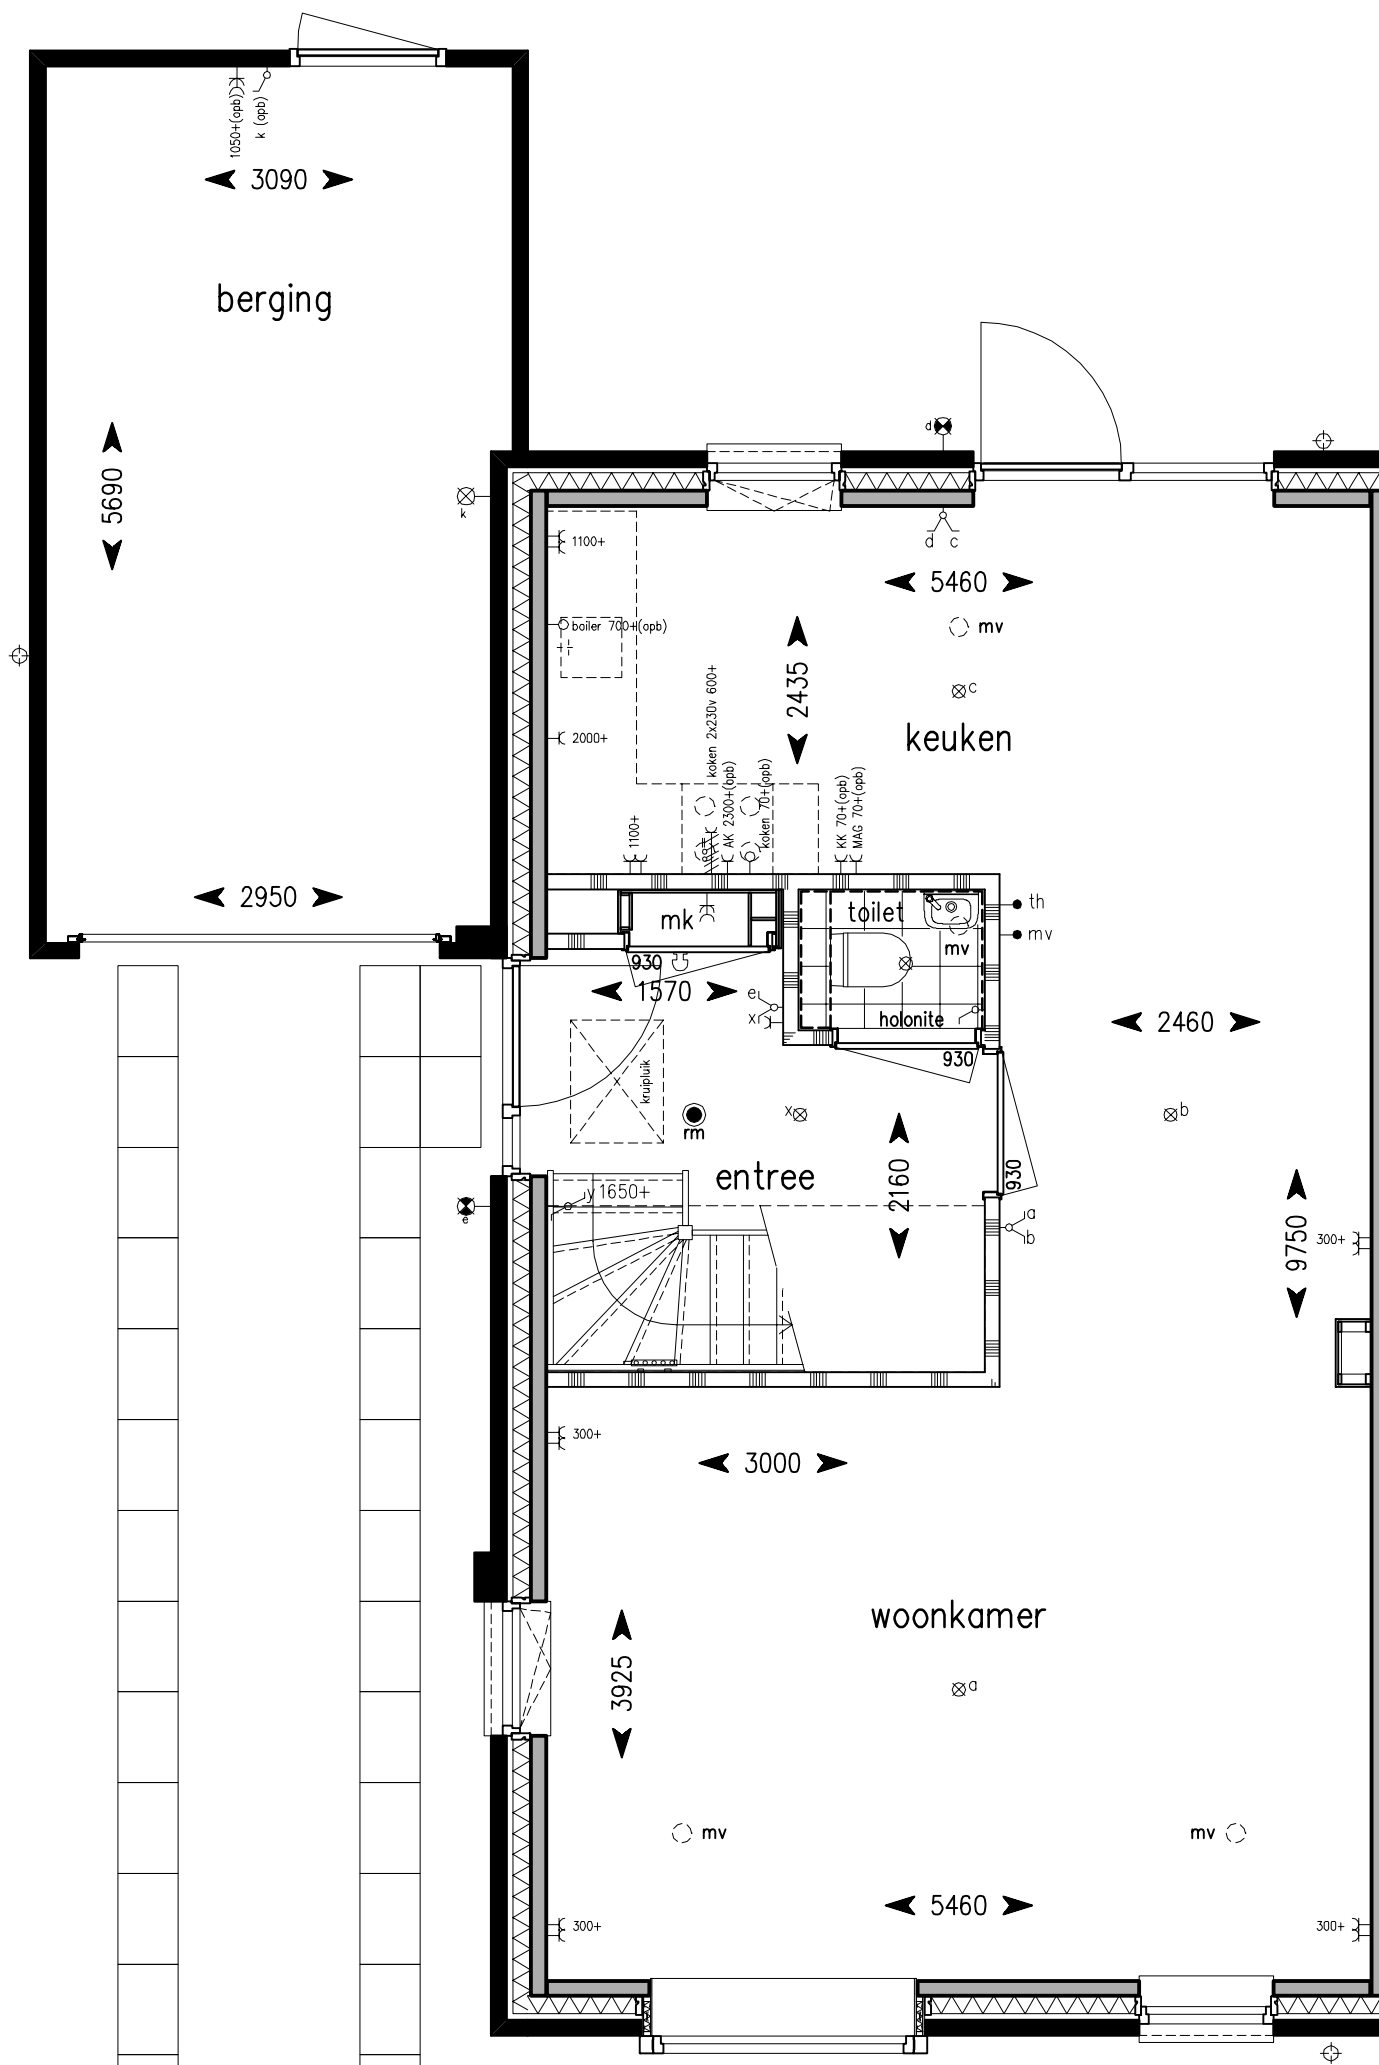 1050+(opb)
k (opb)
3090
berging
5690
k
d
1100+
d c
5460
boiler 700+(opb)
mv
2435
c
koken 2x230v 600+
2000+
keuken
1100+
AK 2300+(opb)
koken 70+(opb)
KK 70+(opb)
MAG 70+(opb)
2950
mk
toilet
th
mv
mv
930
1570
e
x
holonite
2460
930
kruipluik
x
b
rm
entree
2160
930
y 1650+
e
a
b
9750
300+
300+
3000
woonkamer
3925
a
mv
mv
5460
300+
300+